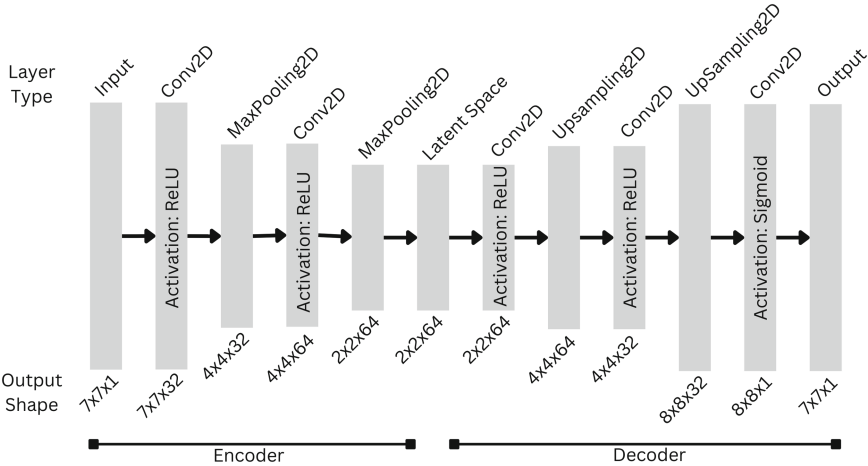 Layer
Type
Input
Conv2D
MaxPooling2D
Conv2D
MaxPooling2D
Latent Space
Conv2D
Upsampling2D
Conv2D
UpSampling2D
Conv2D
Output
Activation: ReLU
Activation: ReLU
Activation: ReLU
Activation: ReLU
Activation: Sigmoid
Output
Shape
7x7x1
7x7x32
4x4x32
4x4x64
2x2x64
2x2x64
2x2x64
4x4x64
4x4x32
8x8x32
8x8x1
7x7x1
Encoder
Decoder